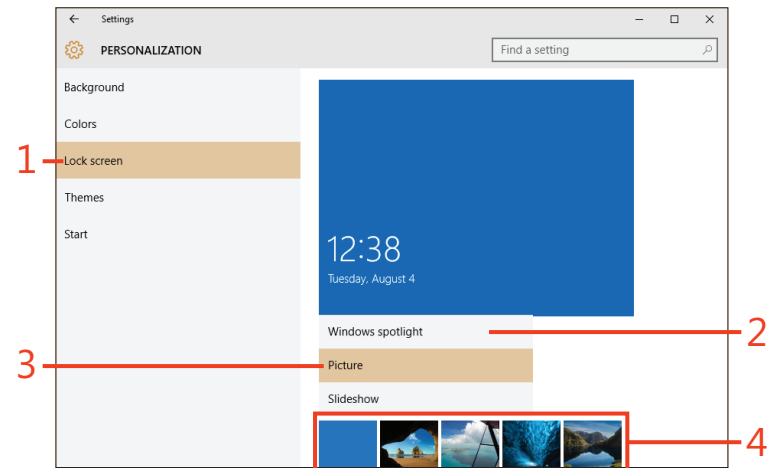 Settings
PERSONALIZATION
Find a setting
Background
Colors
1
Lock screen
Themes
Start
12:38
Tuesday, August 4
Windows spotlight
2
3
Picture
Slideshow
4